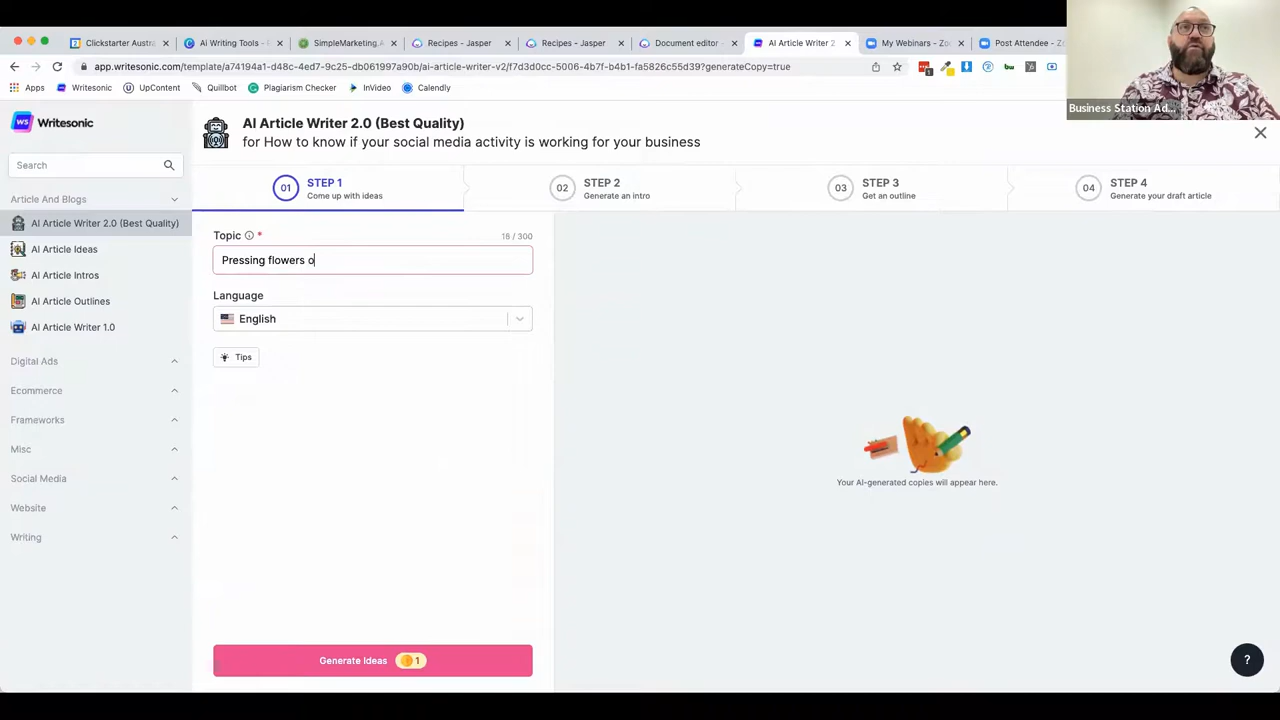 Clickstarter Austra
Ai Writing Tools -
SimpleMarketing.A
Recipes - Jasper
Recipes - Jasper
Document editor -
AI Article Writer 2
My Webinars - Zoo
Post Attendee - Z
app.writesonic.com/template/a74194a1-d48c-4ed7-9c25-db061997a90b/ai-article-writer-v2/f7d3d0cc-5006-4b7f-b4b1-fa5826c55d39?generateCopy=true
Apps
Writesonic
UpContent
Quillbot
Plagiarism Checker
InVideo
Calendly
Business Station Ad...
Writesonic
AI Article Writer 2.0 (Best Quality)
for How to know if your social media activity is working for your business
Search
01
STEP 1
Come up with ideas
02
STEP 2
Generate an intro
03
STEP 3
Get an outline
04
STEP 4
Generate your draft article
Article And Blogs
AI Article Writer 2.0 (Best Quality)
AI Article Ideas
AI Article Intros
AI Article Outlines
AI Article Writer 1.0
Digital Ads
Ecommerce
Frameworks
Misc
Social Media
Website
Writing
Topic *
Pressing flowers o
Language
English
Tips
Your AI-generated copies will appear here.
Generate Ideas 1
?